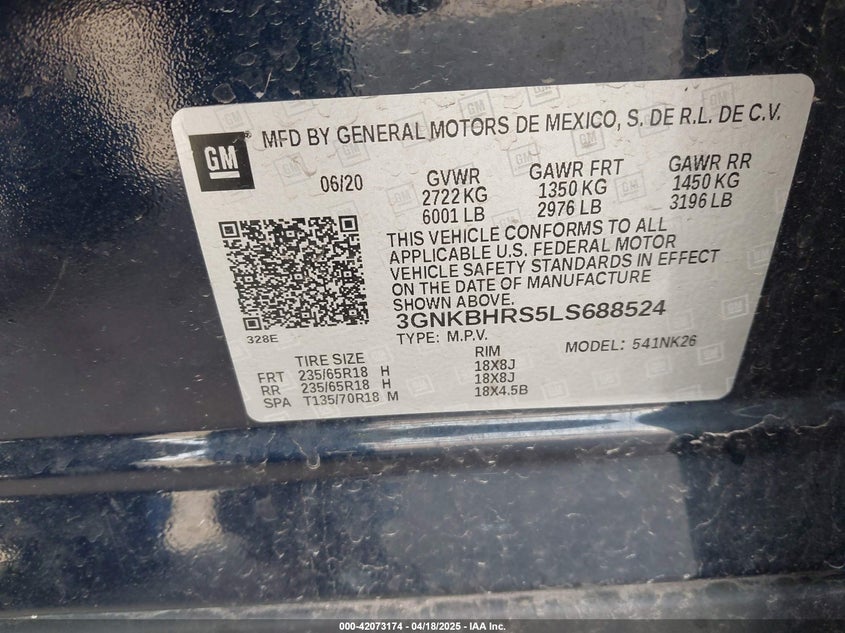 GM
MFD BY GENERAL MOTORS DE MEXICO, S. DE R.L. DE C.V.
06/20 GVWR GAWR FRT GAWR RR
2722 KG 1350 KG 1450 KG
6001 LB 2976 LB 3196 LB
THIS VEHICLE CONFORMS TO ALL
APPLICABLE U.S. FEDERAL MOTOR
VEHICLE SAFETY STANDARDS IN EFFECT
ON THE DATE OF MANUFACTURE
SHOWN ABOVE.
328E
3GNKBHRS5LS688524
TYPE: M.P.V. MODEL: 541NK26
TIRE SIZE RIM
FRT 235/65R18 H 18X8J
RR 235/65R18 H 18X8J
SPA T135/70R18 M 18X4.5B
000-42073174 | 04/18/2025 - IAA Inc.